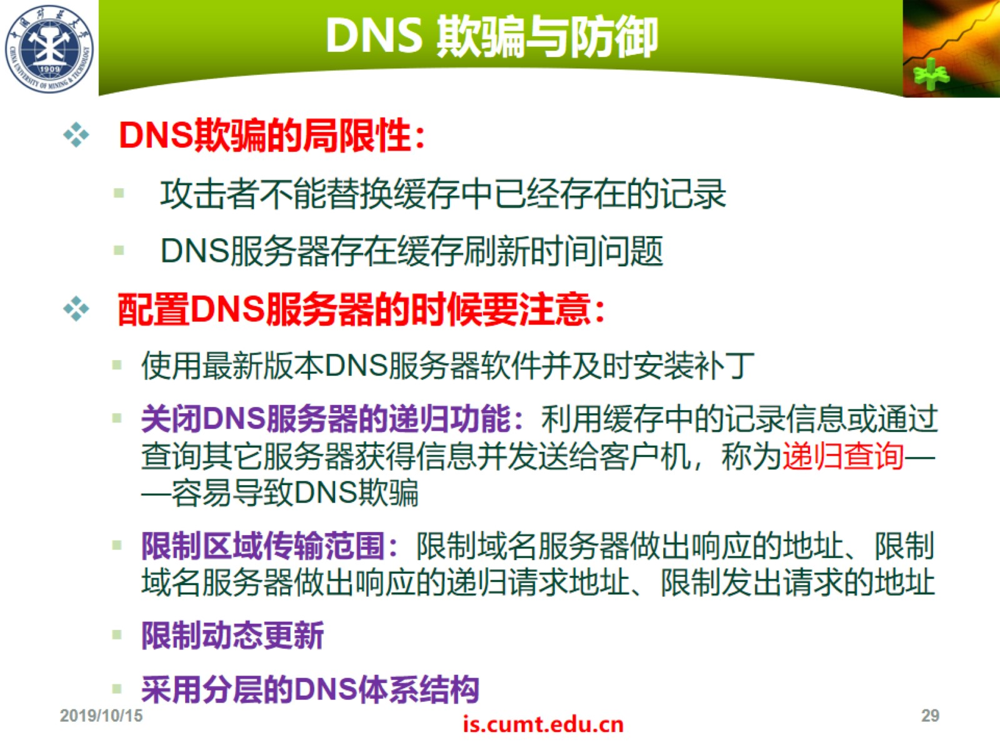 中国矿业大学
CHINA UNIVERSITY OF MINING & TECHNOLOGY
1909
DNS 欺骗与防御
DNS欺骗的局限性：
攻击者不能替换缓存中已经存在的记录
DNS服务器存在缓存刷新时间问题
配置DNS服务器的时候要注意：
使用最新版本DNS服务器软件并及时安装补丁
关闭DNS服务器的递归功能：利用缓存中的记录信息或通过
查询其它服务器获得信息并发送给客户机，称为递归查询—
—容易导致DNS欺骗
限制区域传输范围：限制域名服务器做出响应的地址、限制
域名服务器做出响应的递归请求地址、限制发出请求的地址
限制动态更新
采用分层的DNS体系结构
2019/10/15
is.cumt.edu.cn
29